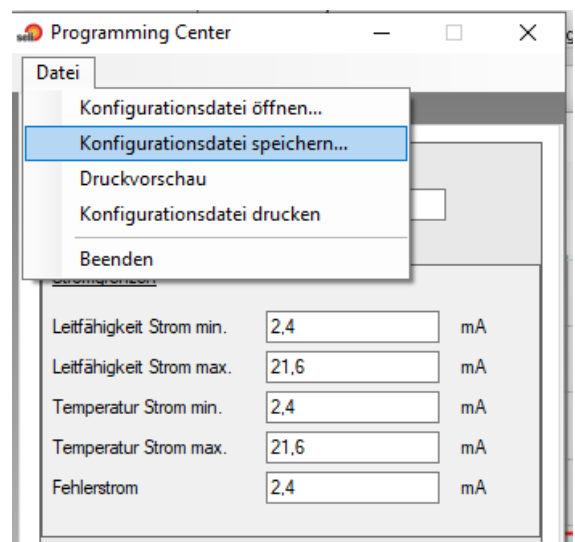 seli Programming Center
Datei
Konfigurationsdatei öffnen...
Konfigurationsdatei speichern...
Druckvorschau
Konfigurationsdatei drucken
Beenden
Stromgrenzen
Leitfähigkeit Strom min. 2,4 mA
Leitfähigkeit Strom max. 21,6 mA
Temperatur Strom min. 2,4 mA
Temperatur Strom max. 21,6 mA
Fehlerstrom 2,4 mA